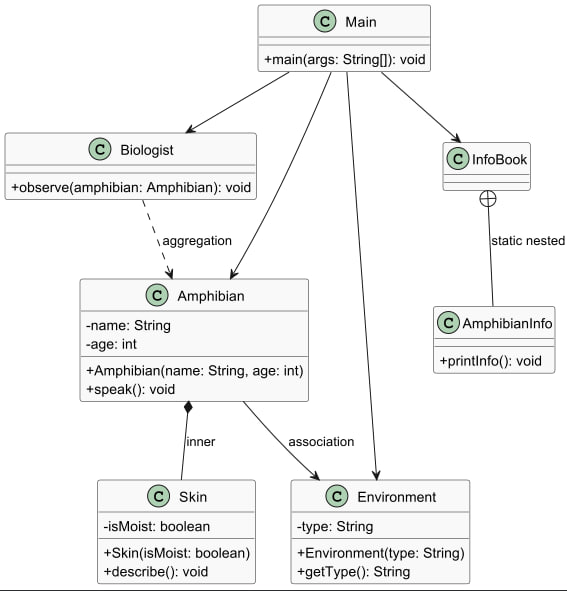 C Main
+main(args: String[]): void
C Biologist
+observe(amphibian: Amphibian): void
C InfoBook
aggregation
static nested
C Amphibian
-name: String
-age: int
+Amphibian(name: String, age: int)
+speak(): void
C AmphibianInfo
+printInfo(): void
inner
association
C Skin
-isMoist: boolean
+Skin(isMoist: boolean)
+describe(): void
C Environment
-type: String
+Environment(type: String)
+getType(): String